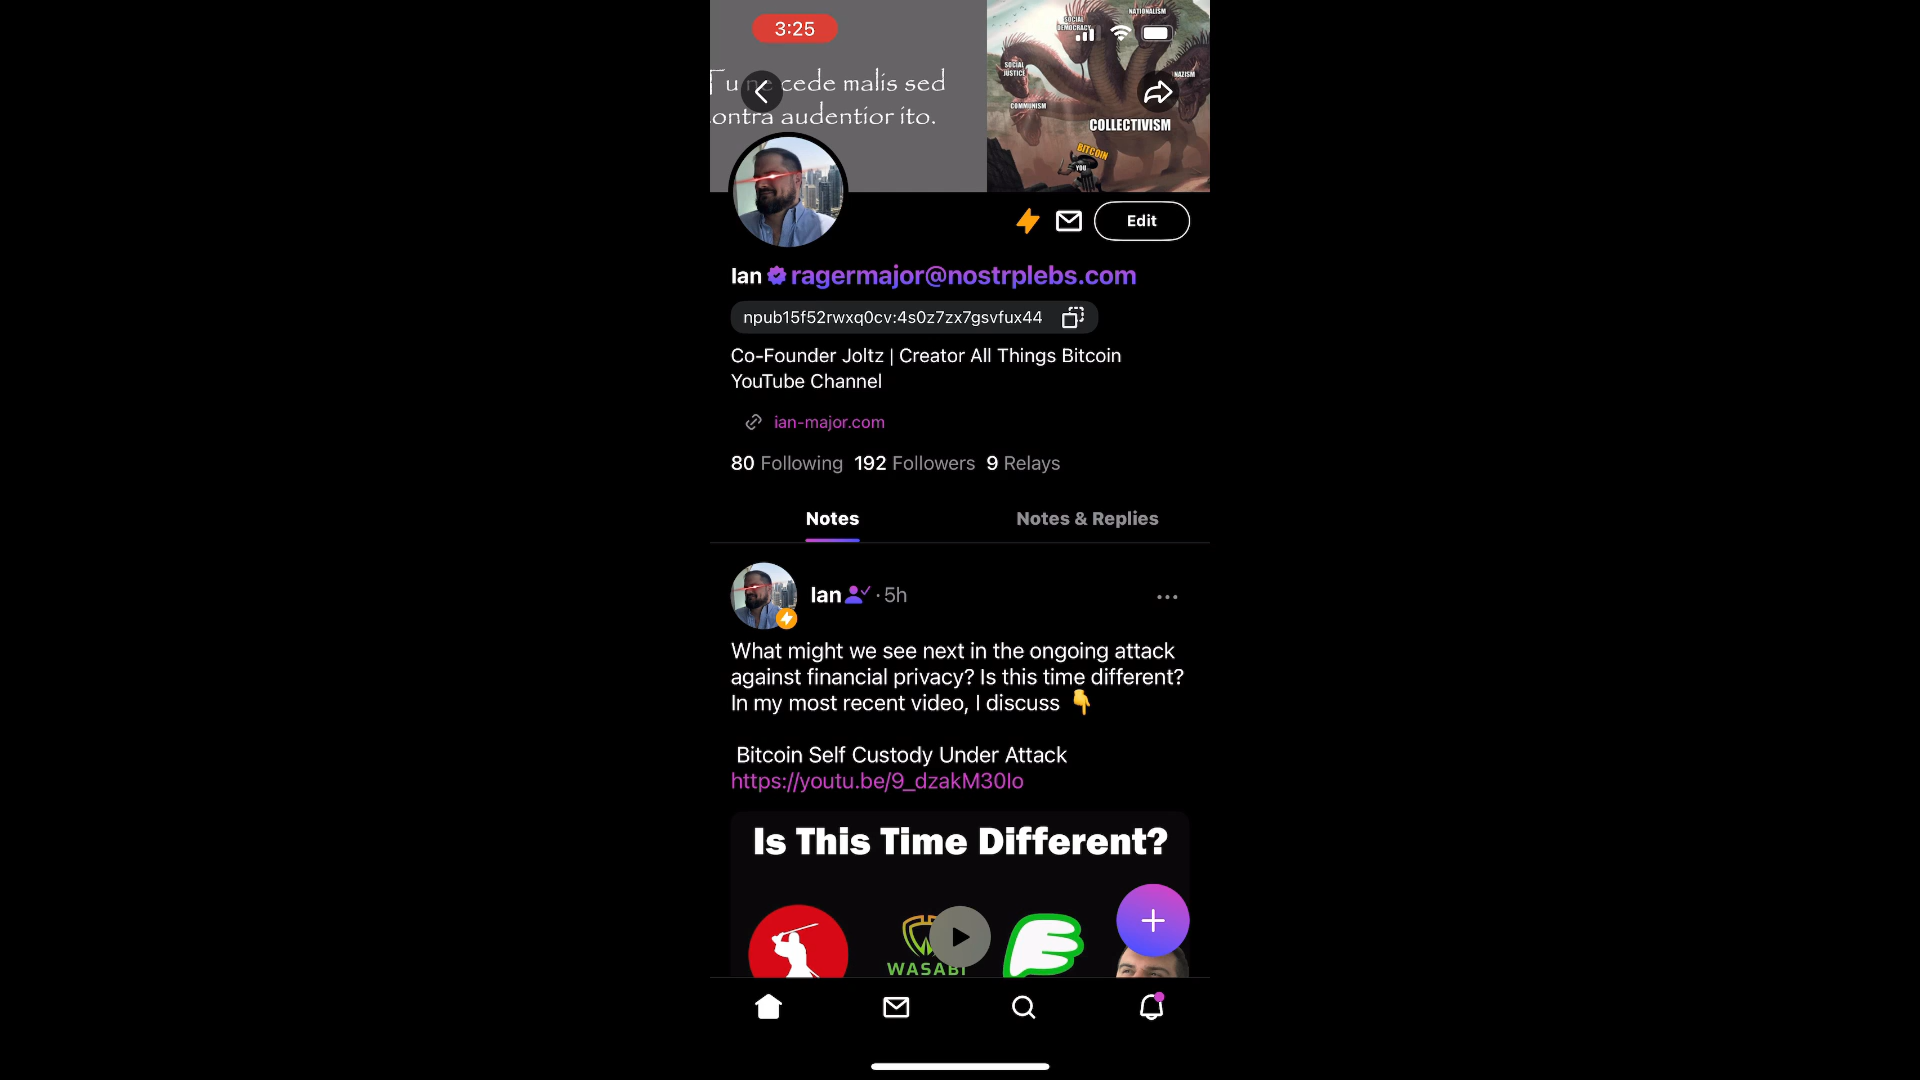 3:25
NATIONALISM
SOCIAL
DEMOCRACY
SOCIAL
JUSTICE
NAZISM
COMMUNISM
COLLECTIVISM
BITCOIN
YOU
Tu ne cede malis sed
contra audentior ito.
Edit
Ian ragermajor@nostrplebs.com
npub15f52rwxq0cv:4s0z7zx7gsvfux44
Co-Founder Joltz | Creator All Things Bitcoin
YouTube Channel
ian-major.com
80 Following 192 Followers 9 Relays
Notes Notes & Replies
Ian · 5h
What might we see next in the ongoing attack
against financial privacy? Is this time different?
In my most recent video, I discuss 👇
Bitcoin Self Custody Under Attack
https://youtu.be/9_dzakM30lo
Is This Time Different?
WASABI